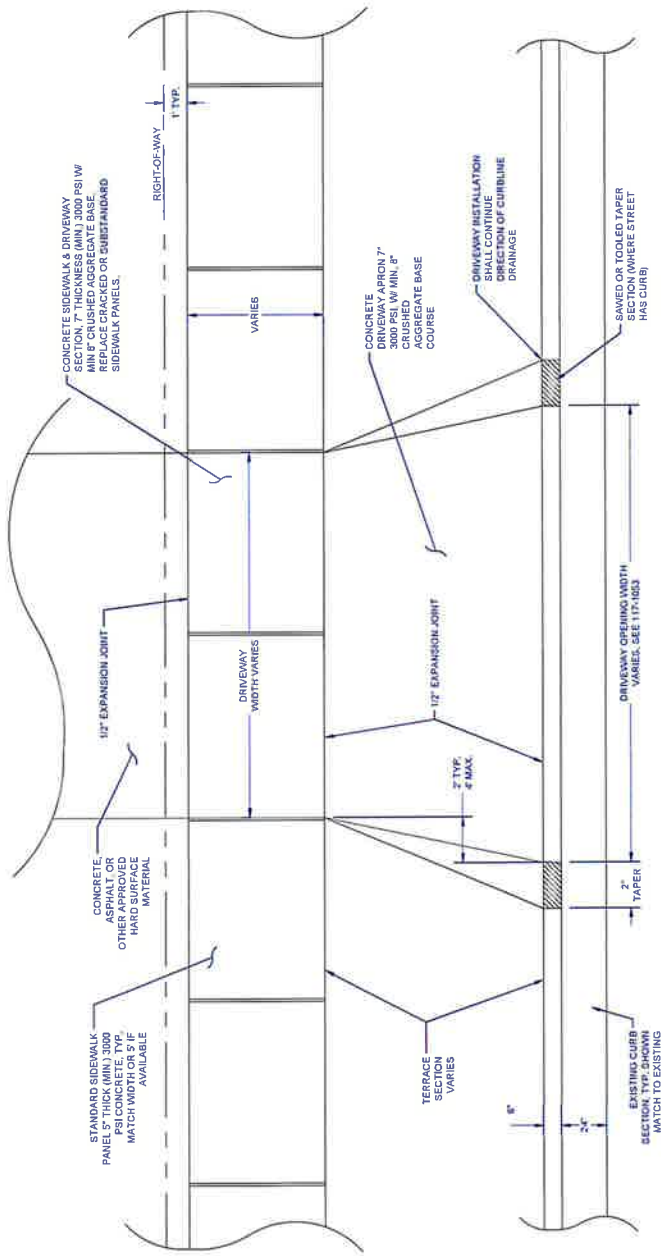 STANDARD SIDEWALK
PANEL 5" THICK (MIN.) 3000
PSI CONCRETE, TYP.
MATCH WIDTH OR 5' IF
AVAILABLE
CONCRETE,
ASPHALT, OR
OTHER APPROVED
HARD SURFACE
MATERIAL
1/2" EXPANSION JOINT
CONCRETE SIDEWALK & DRIVEWAY
SECTION, 7" THICKNESS (MIN.) 3000 PSI W/
MIN 8" CRUSHED AGGREGATE BASE.
REPLACE CRACKED OR SUBSTANDARD
SIDEWALK PANELS.
RIGHT-OF-WAY
1' TYP.
DRIVEWAY
WIDTH VARIES
VARIES
TERRACE
SECTION
VARIES
2' TYP.
4' MAX.
1/2" EXPANSION JOINT
CONCRETE
DRIVEWAY APRON 7"
3000 PSI, W/ MIN. 8"
CRUSHED
AGGREGATE BASE
COURSE
DRIVEWAY INSTALLATION
SHALL CONTINUE
DIRECTION OF CURBLINE
DRAINAGE
6"
24"
EXISTING CURB
SECTION, TYP. SHOWN
MATCH TO EXISTING
2"
TAPER
DRIVEWAY OPENING WIDTH
VARIES, SEE 117-1053
SAWED OR TOOLED TAPER
SECTION (WHERE STREET
HAS CURB)